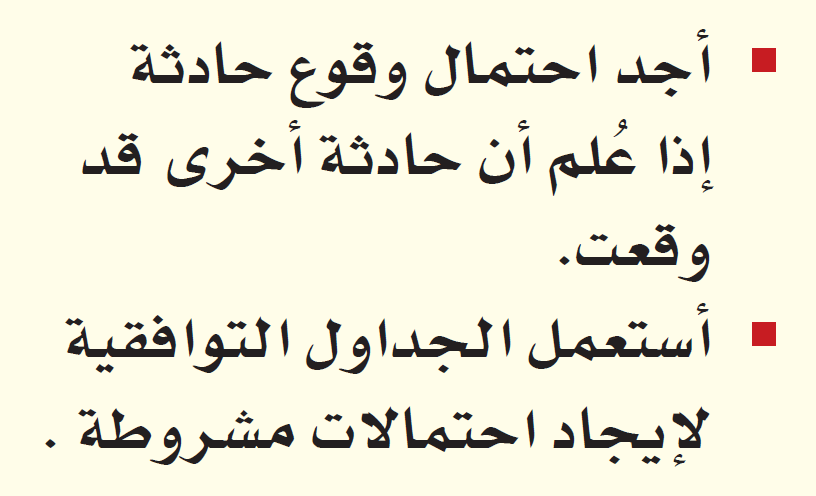 أجد احتمال وقوع حادثة
إذا عُلم أن حادثة أخرى قد
وقعت.
أستعمل الجداول التوافقية
لإيجاد احتمالات مشروطة .